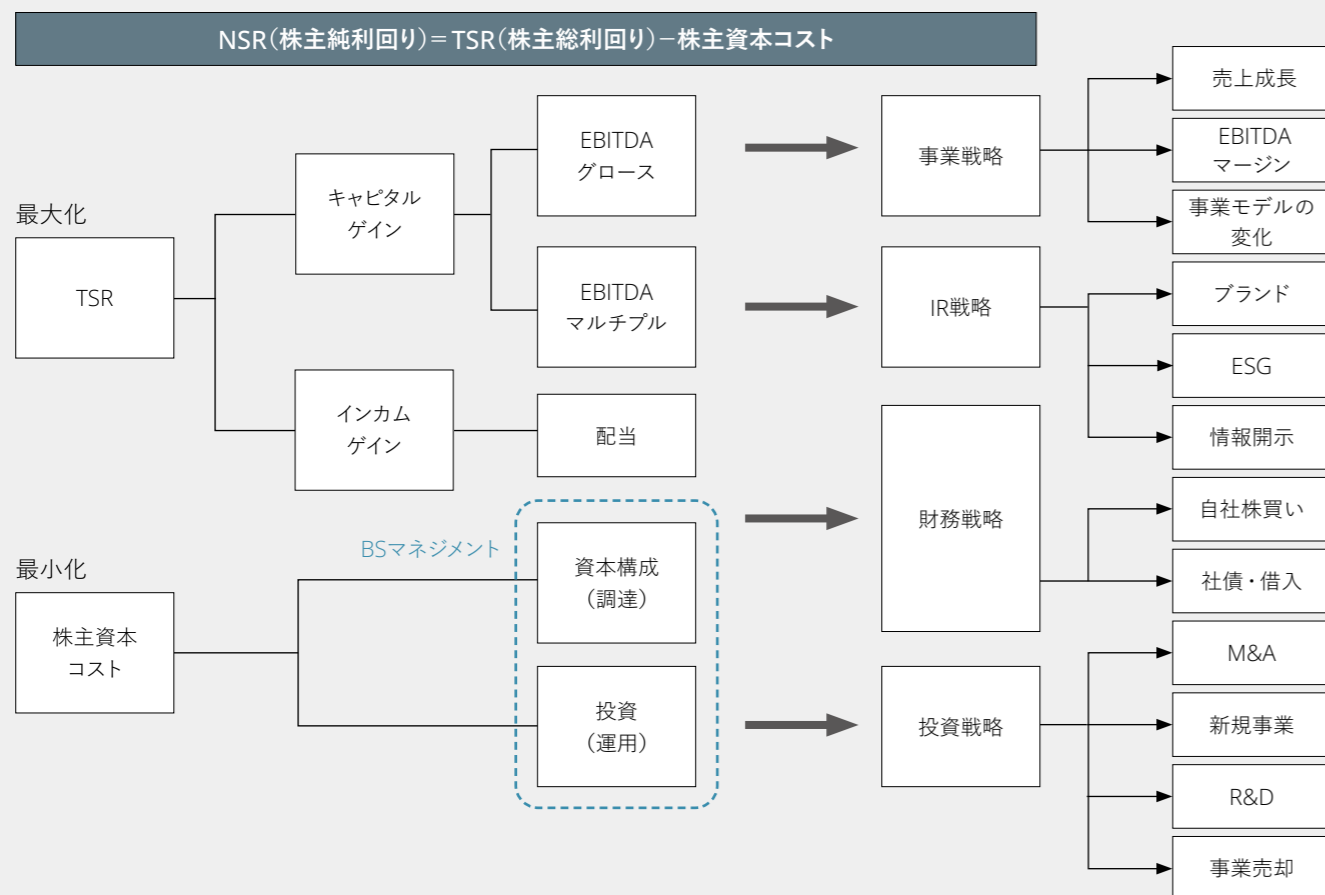 NSR(株主純利回り)=TSR(株主総利回り)-株主資本コスト
最大化
TSR
キャピタル
ゲイン
インカム
ゲイン
EBITDA
グロース
EBITDA
マルチプル
配当
最小化
株主資本
コスト
BSマネジメント
資本構成
(調達)
投資
(運用)
事業戦略
IR戦略
財務戦略
投資戦略
売上成長
EBITDA
マージン
事業モデルの
変化
ブランド
ESG
情報開示
自社株買い
社債・借入
M&A
新規事業
R&D
事業売却